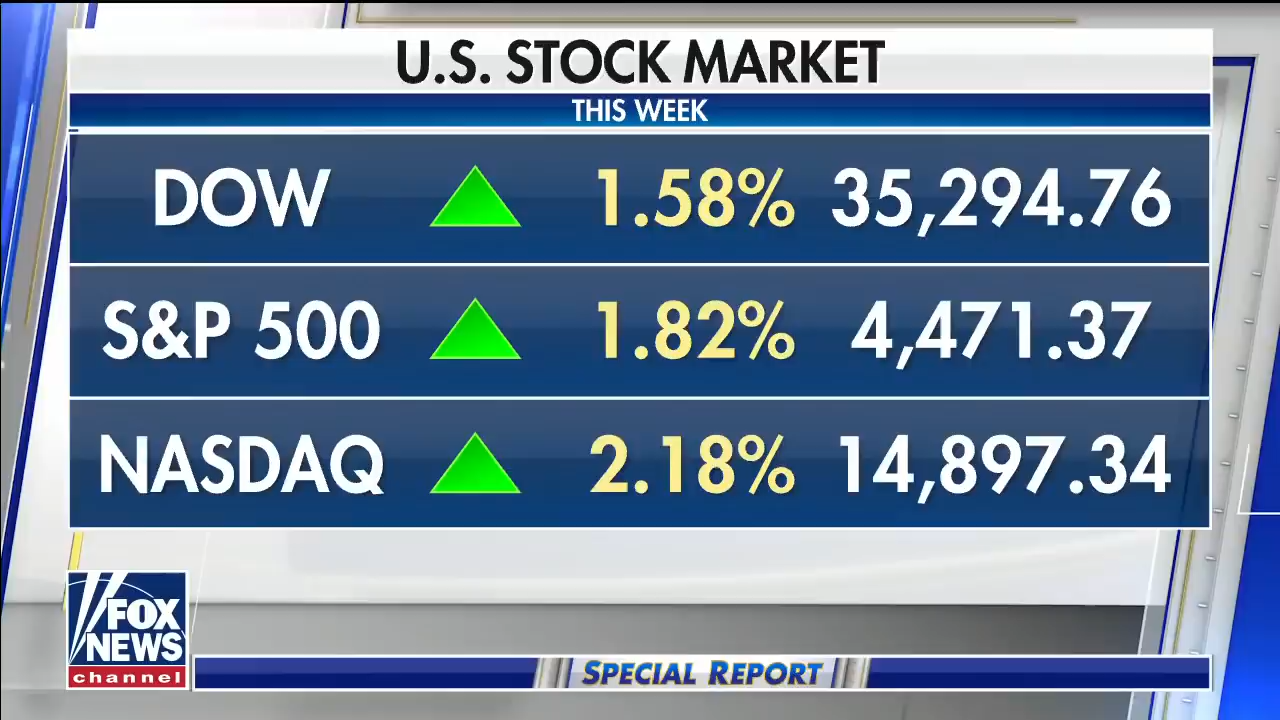 U.S. STOCK MARKET
THIS WEEK
DOW 1.58% 35,294.76
S&P 500 1.82% 4,471.37
NASDAQ 2.18% 14,897.34
FOX
NEWS
channel
SPECIAL REPORT